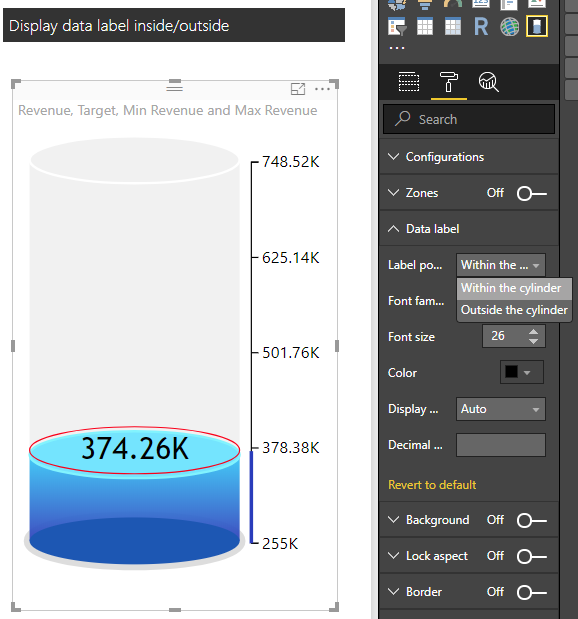 Display data label inside/outside
Revenue, Target, Min Revenue and Max Revenue
748.52K
625.14K
501.76K
374.26K
378.38K
255K
R
Search
Configurations
Zones Off
Data label
Label po... Within the ...
Within the cylinder
Outside the cylinder
Font fam...
Font size 26
Color
Display ... Auto
Decimal ...
Revert to default
Background Off
Lock aspect Off
Border Off